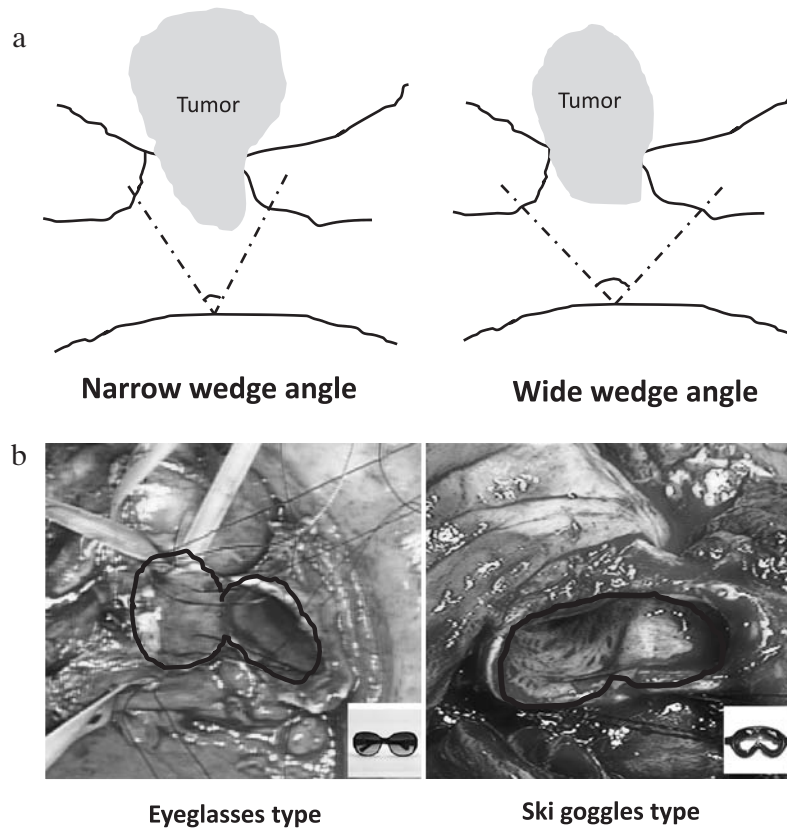 a
Tumor
Tumor
Narrow wedge angle
Wide wedge angle
b
Eyeglasses type
Ski goggles type